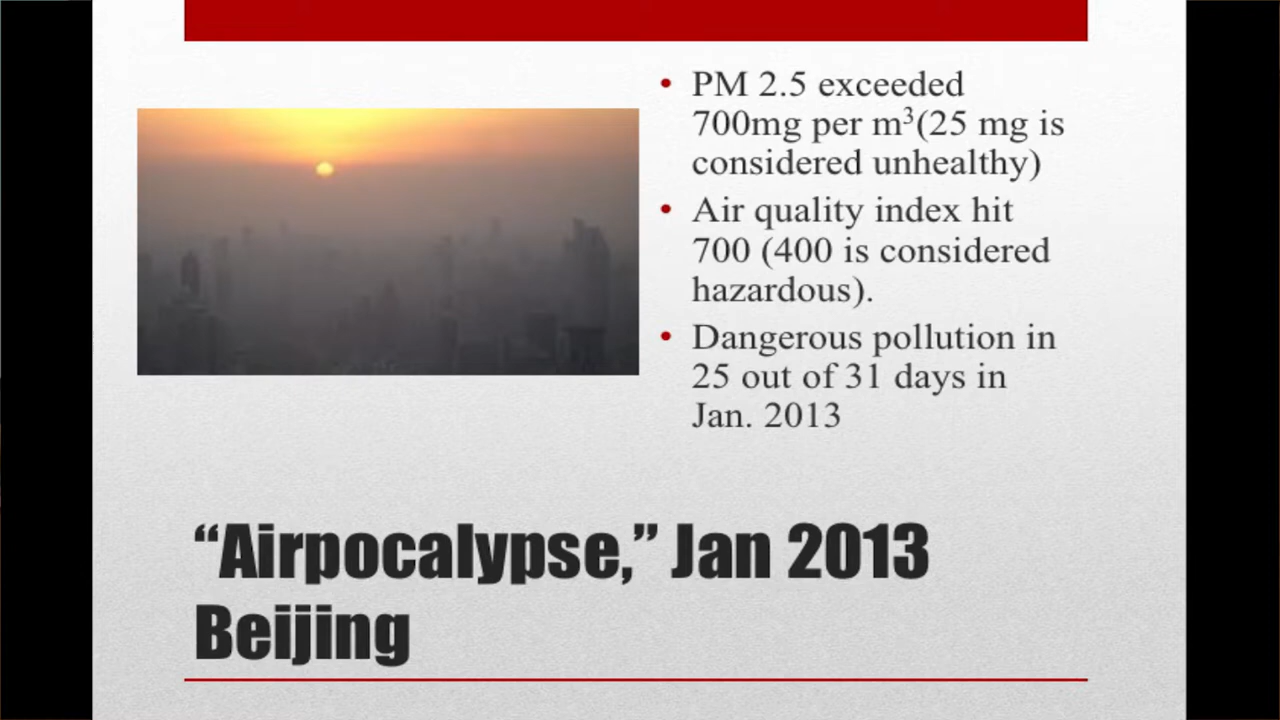 • PM 2.5 exceeded
700mg per m³(25 mg is
considered unhealthy)
• Air quality index hit
700 (400 is considered
hazardous).
• Dangerous pollution in
25 out of 31 days in
Jan. 2013
“Airpocalypse,” Jan 2013
Beijing